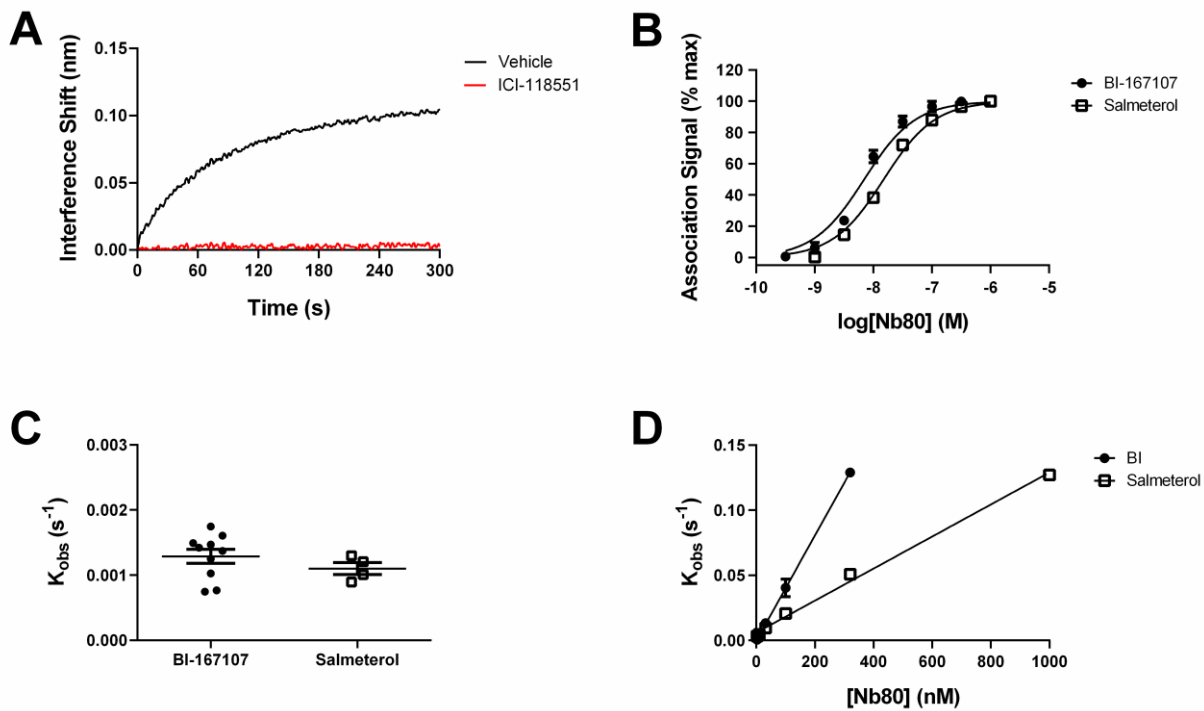 A
Interference Shift (nm)
0.15
0.10
0.05
0.00
0 60 120 180 240 300
Time (s)
Vehicle
ICI-118551
B
Association Signal (% max)
120
100
80
60
40
20
0
-10 -9 -8 -7 -6 -5
log[Nb80] (M)
BI-167107
Salmeterol
C
K_obs (s⁻¹)
0.003
0.002
0.001
0.000
BI-167107 Salmeterol
D
K_obs (s⁻¹)
0.15
0.10
0.05
0.00
0 200 400 600 800 1000
[Nb80] (nM)
BI
Salmeterol